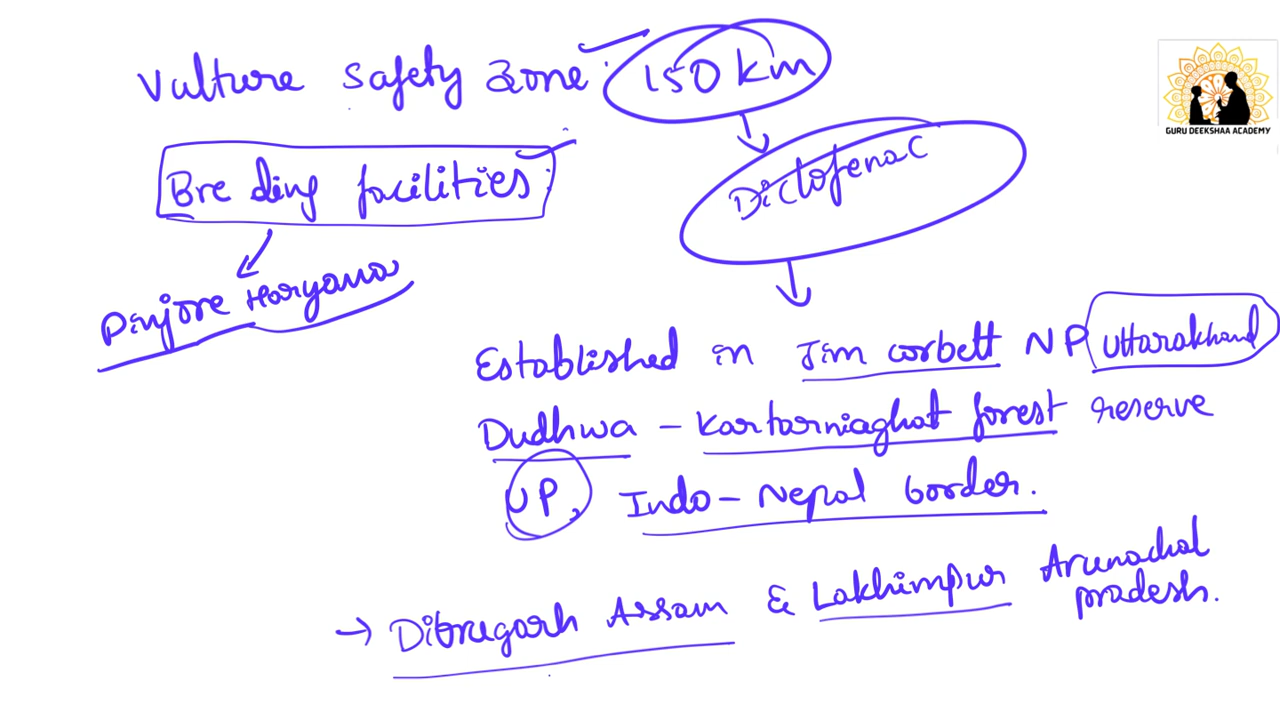 Vulture Safety Zone: 150 km
GURU DEEKSHAA ACADEMY
Breeding facilities:
Diclofenac
Pinjore Haryana
Established in Jim corbett NP Uttarakhand
Dudhwa - Kartarniaghat forest reserve
UP, Indo-Nepal border.
→ Dibrugarh Assam & Lakhimpur Arunachal
pradesh.